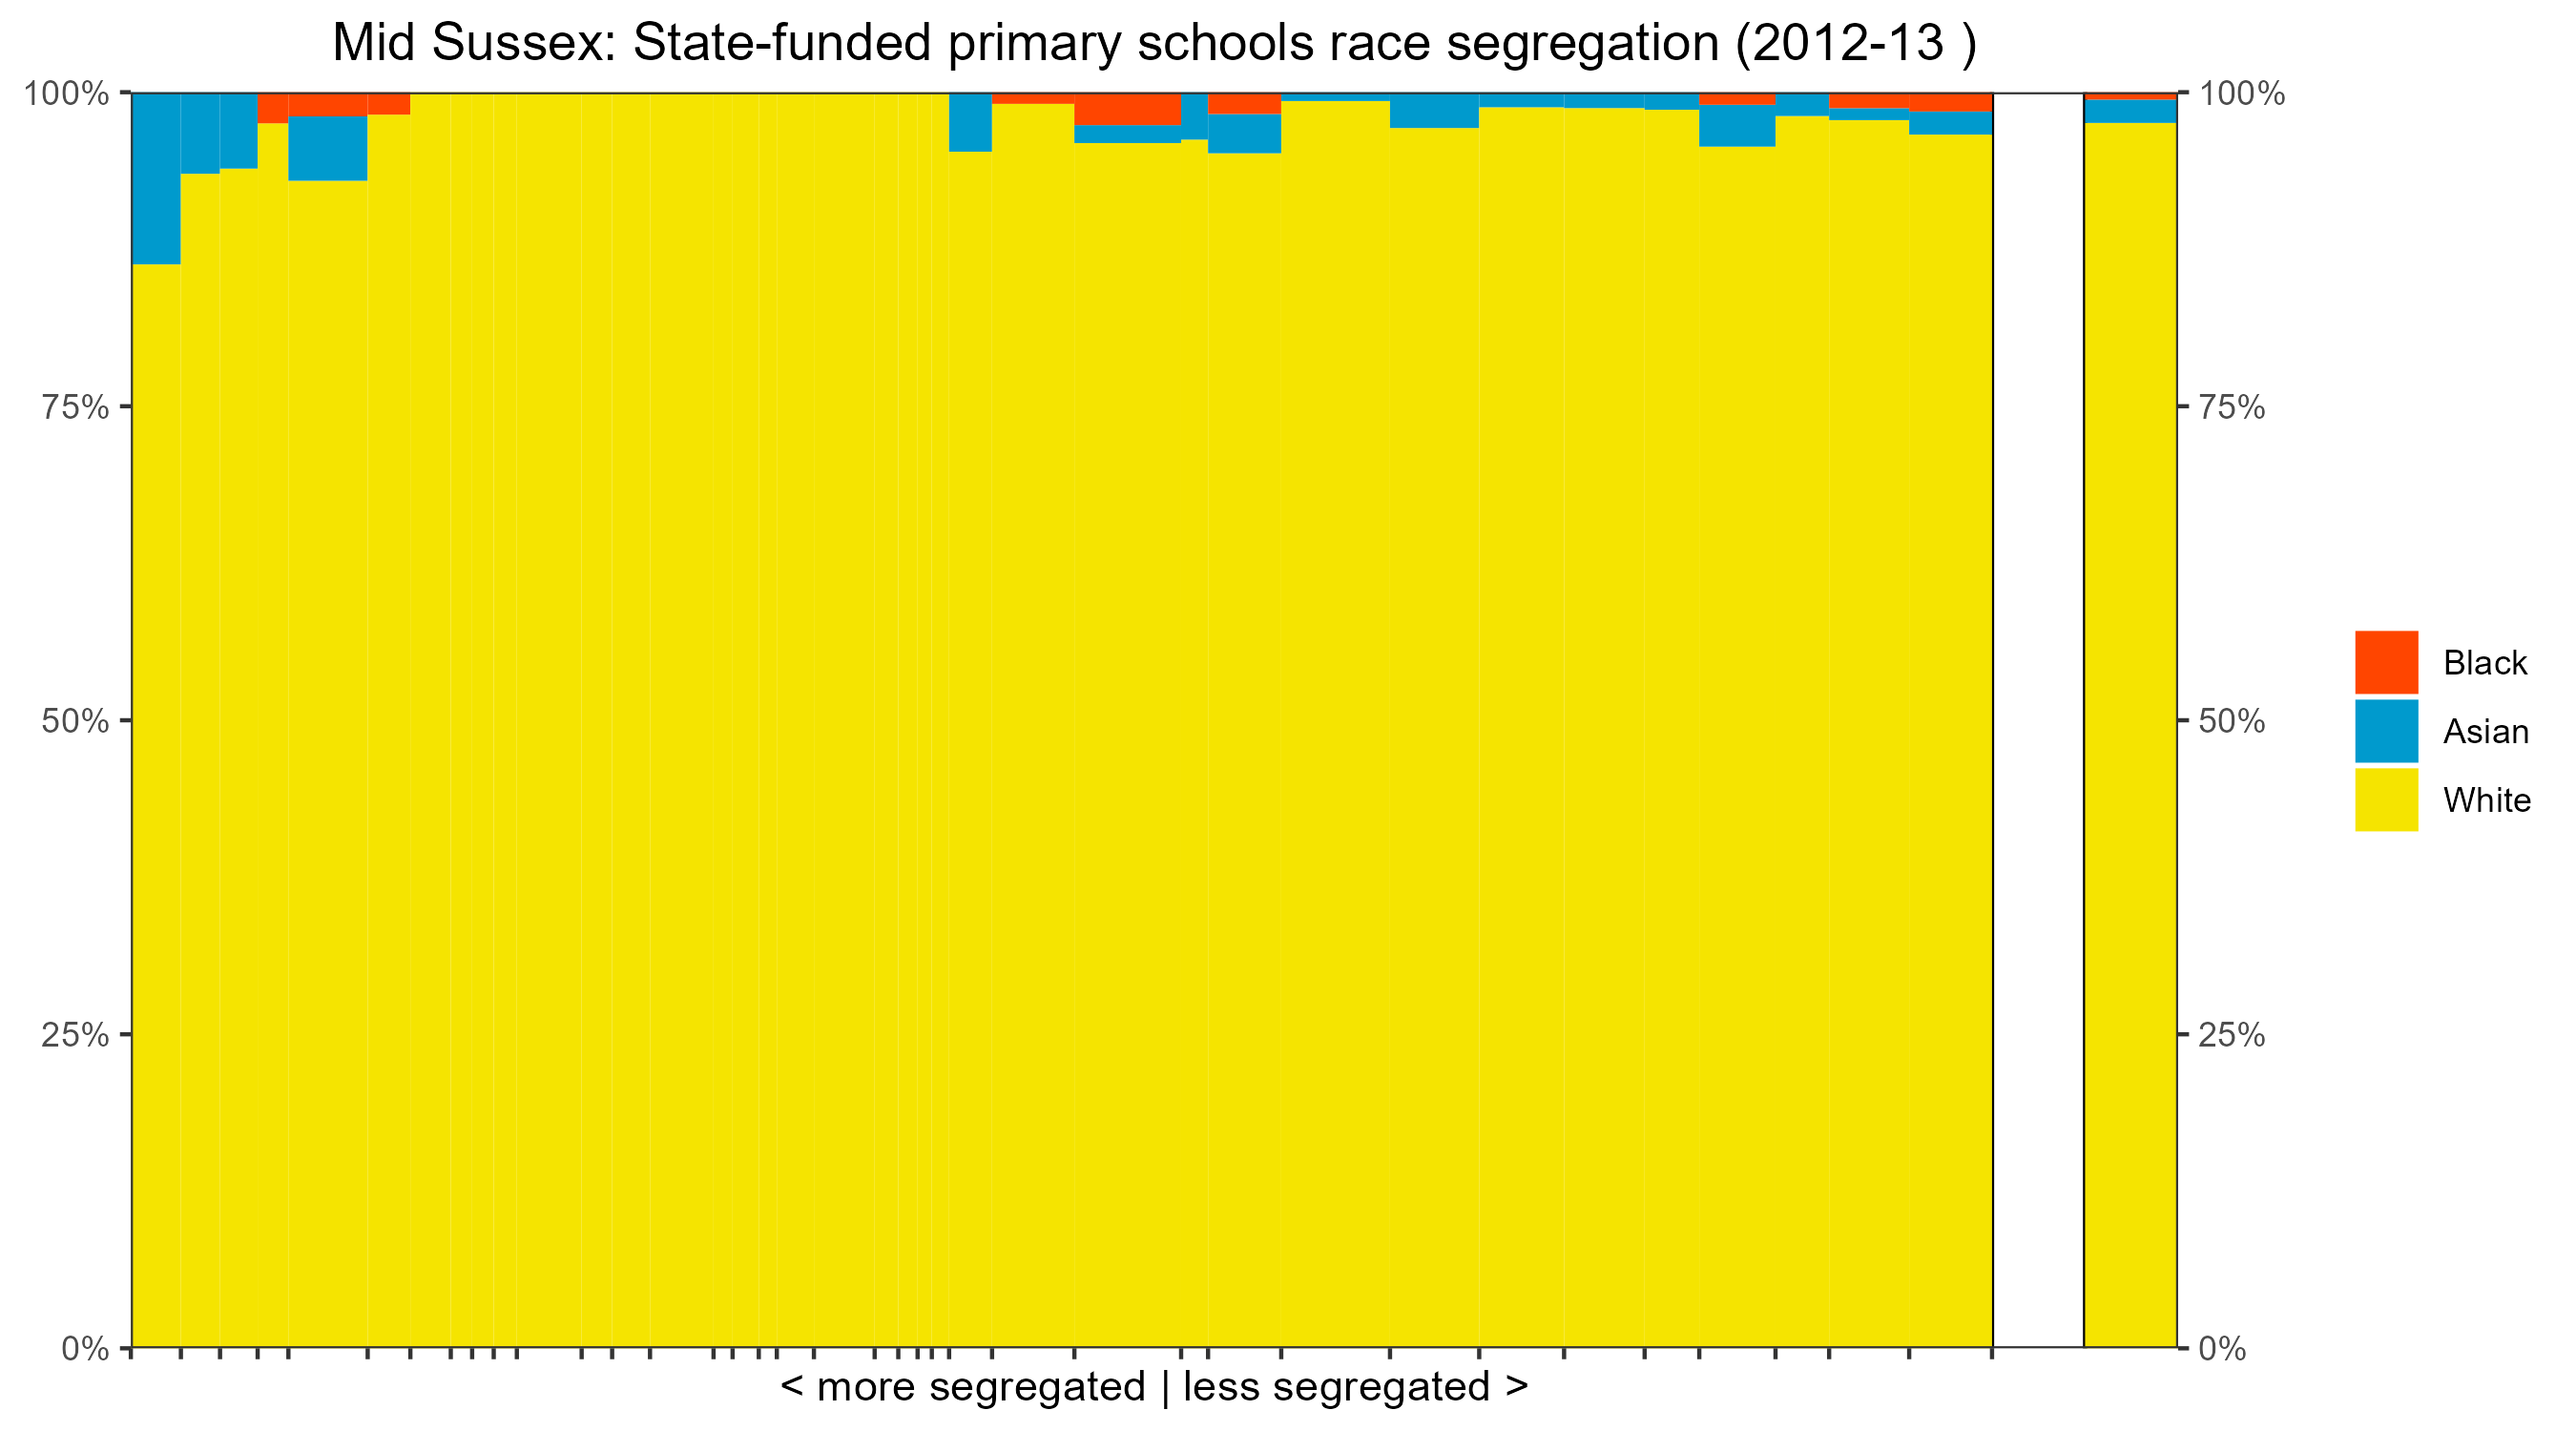 Mid Sussex: State-funded primary schools race segregation (2012-13 )
100%
75%
50%
25%
0%
100%
75%
50%
25%
0%
Black
Asian
White
< more segregated | less segregated >